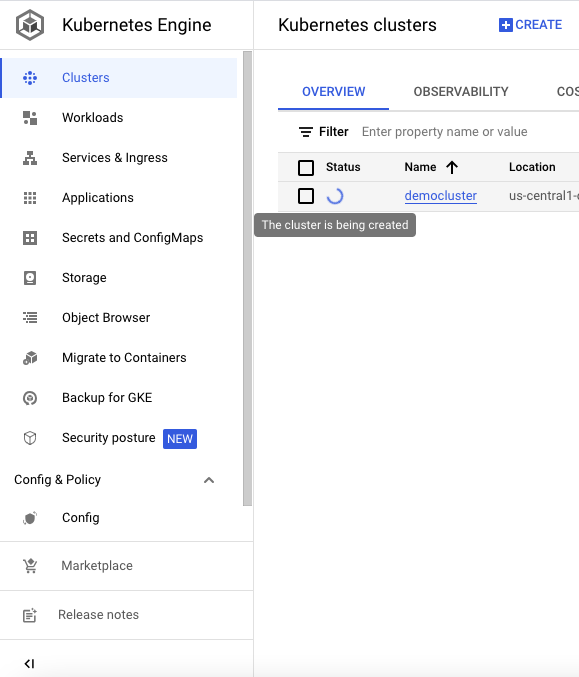 Kubernetes Engine
Kubernetes clusters
CREATE
Clusters
Workloads
Services & Ingress
Applications
Secrets and ConfigMaps
Storage
Object Browser
Migrate to Containers
Backup for GKE
Security posture NEW
Config & Policy
Config
Marketplace
Release notes
OVERVIEW OBSERVABILITY COS
Filter Enter property name or value
Status Name Location
democluster us-central1-
The cluster is being created